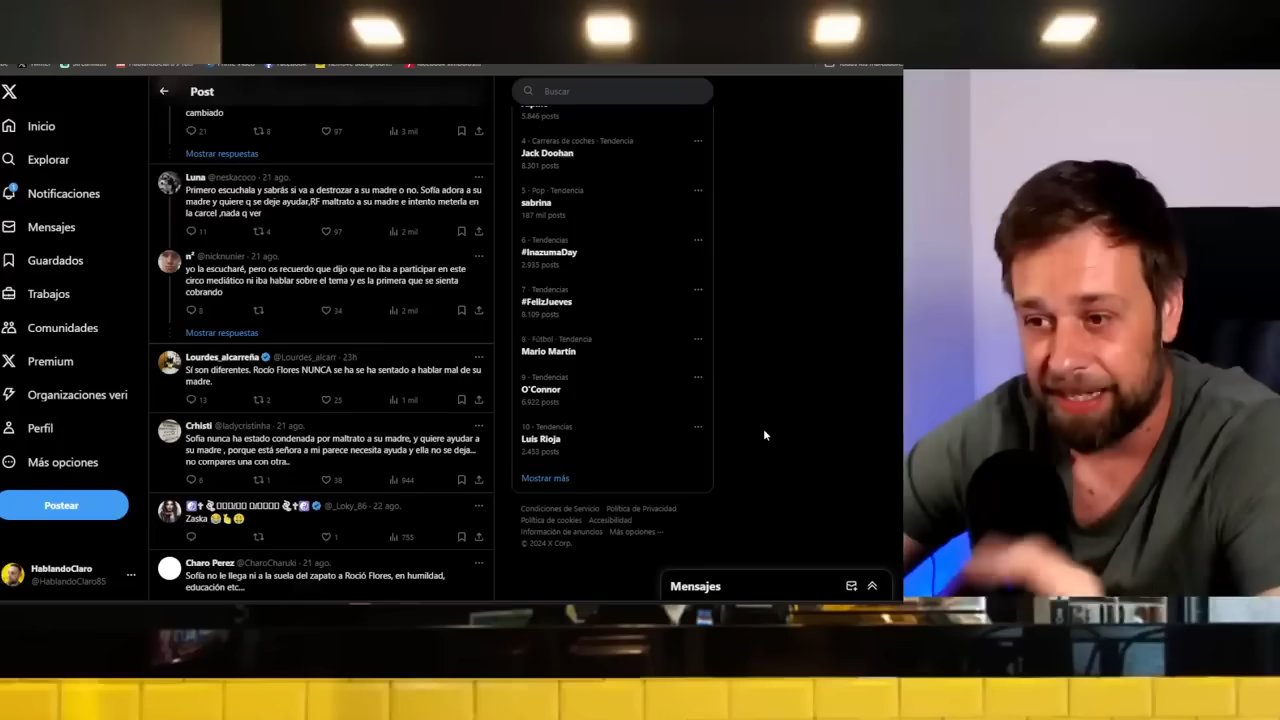 Inicio
Explorar
Notificaciones
Mensajes
Guardados
Trabajos
Comunidades
Premium
Organizaciones veri
Perfil
Más opciones
Postear
HablandoClaro
@HablandoClaro85
Post
cambiado
21 8 97 3 mil
Mostrar respuestas
Luna @neskacoco · 21 ago.
Primero escuchala y sabrás si va a destrozar a su madre o no. Sofía adora a su
madre y quiere q se deje ayudar,RF maltrato a su madre e intento meterla
en la carcel ,nada q ver
11 4 97 2 mil
n² @nicknunier · 21 ago.
yo la escucharé, pero os recuerdo que dijo que no iba a participar en este
circo mediático ni iba hablar sobre el tema y es la primera que se sienta
cobrando
8 34 2 mil
Mostrar respuestas
Lourdes_alcarreña @Lourdes_alcarr · 23h
Sí son diferentes. Rocío Flores NUNCA se ha se ha sentado a hablar mal de su
madre.
13 2 25 1 mil
Crhisti @ladycristinha · 21 ago.
Sofia nunca ha estado condenada por maltrato a su madre, y quiere ayudar a
su madre , porque está señora a mi parece necesita ayuda y ella no se deja...
no compares una con otra..
6 1 38 944
@_Loky_86 · 22 ago.
Zaska
1 755
Charo Perez @CharoCharuki · 21 ago.
Sofía no le llega ni a la suela del zapato a Roció Flores, en humildad,
educación etc...
Buscar
5.846 posts
4 · Carreras de coches · Tendencia
Jack Doohan
8.301 posts
5 · Pop · Tendencia
sabrina
187 mil posts
6 · Tendencias
#InazumaDay
2.935 posts
7 · Tendencias
#FelizJueves
8.109 posts
8 · Fútbol · Tendencia
Mario Martín
9 · Tendencias
O'Connor
6.922 posts
10 · Tendencias
Luis Rioja
2.453 posts
Mostrar más
Condiciones de Servicio Política de Privacidad
Política de cookies Accesibilidad
Información de anuncios Más opciones ···
© 2024 X Corp.
Mensajes